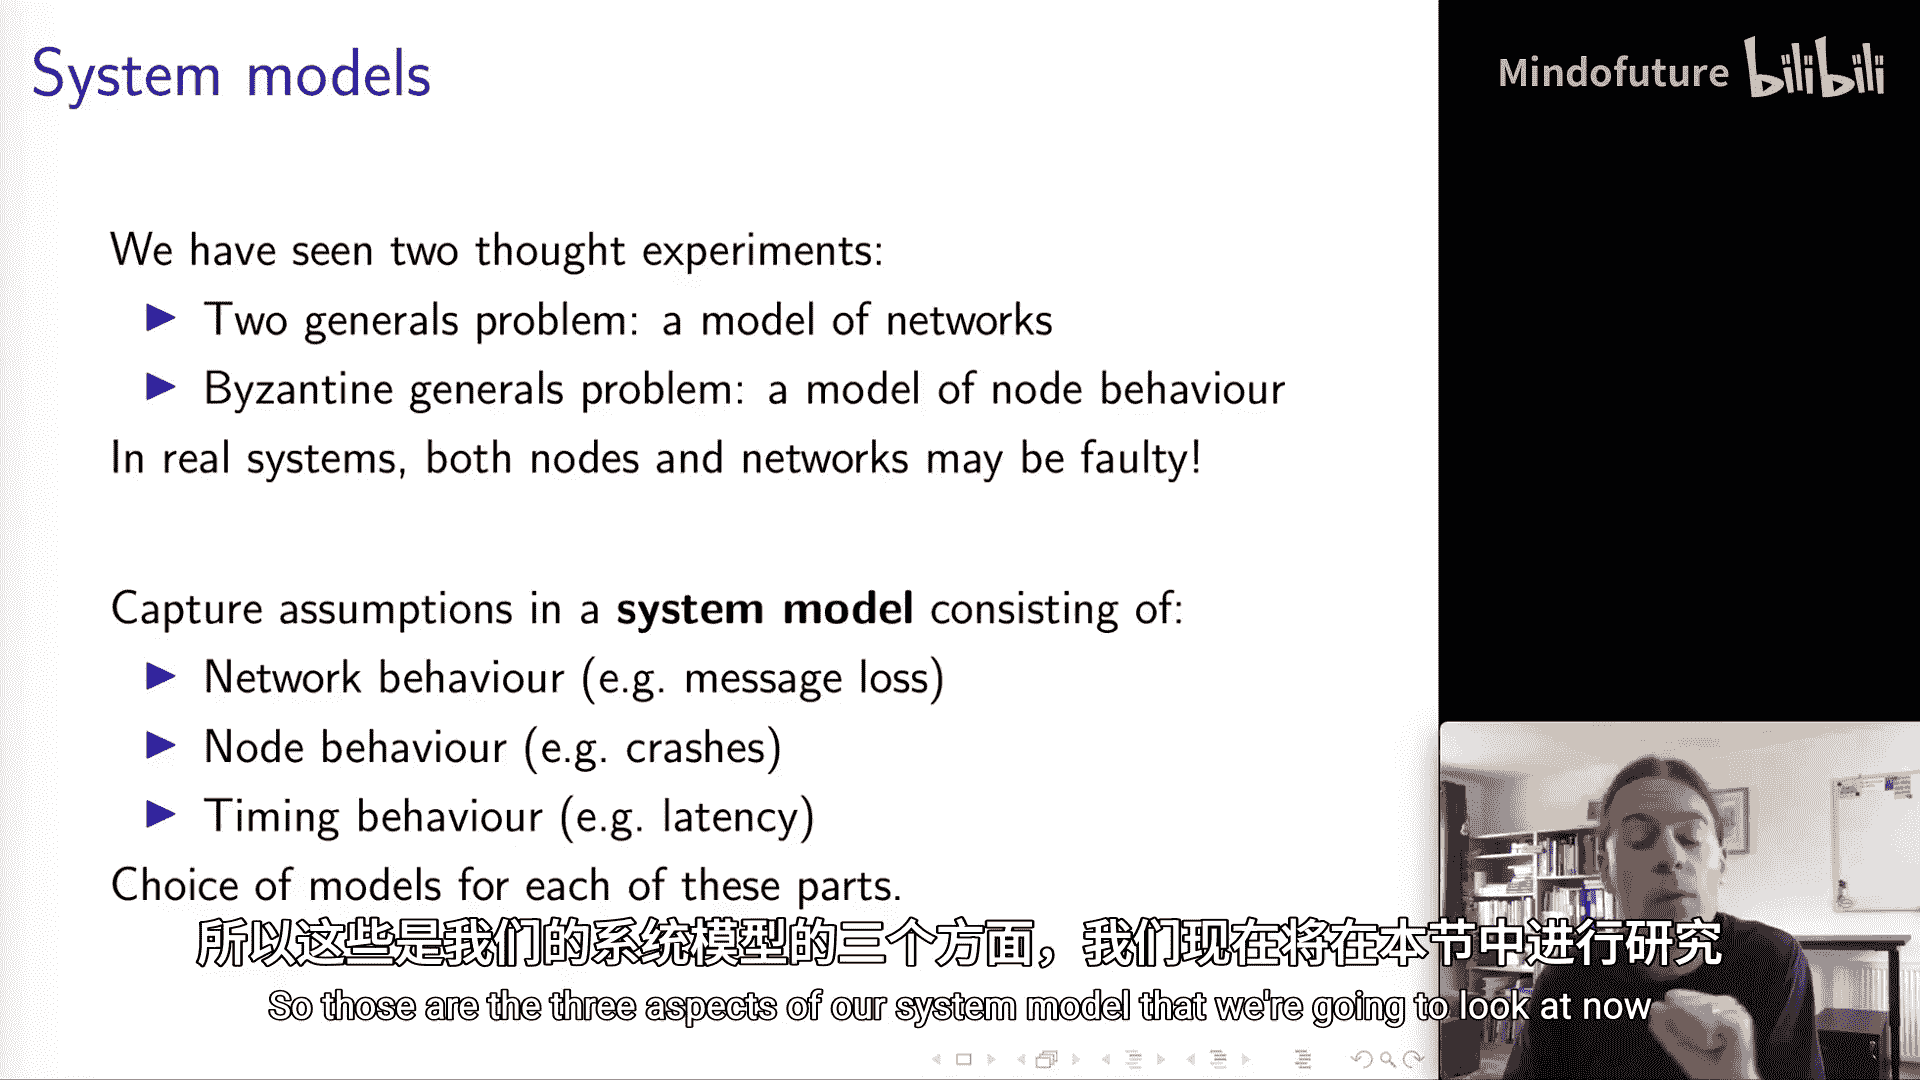 System models
Mindofuture bilibili
We have seen two thought experiments:
Two generals problem: a model of networks
Byzantine generals problem: a model of node behaviour
In real systems, both nodes and networks may be faulty!
Capture assumptions in a system model consisting of:
Network behaviour (e.g. message loss)
Node behaviour (e.g. crashes)
Timing behaviour (e.g. latency)
Choice of models for each of these parts.
所以这些是我们的系统模型的三个方面，我们现在将在本节中进行研究
So those are the three aspects of our system model that we're going to look at now